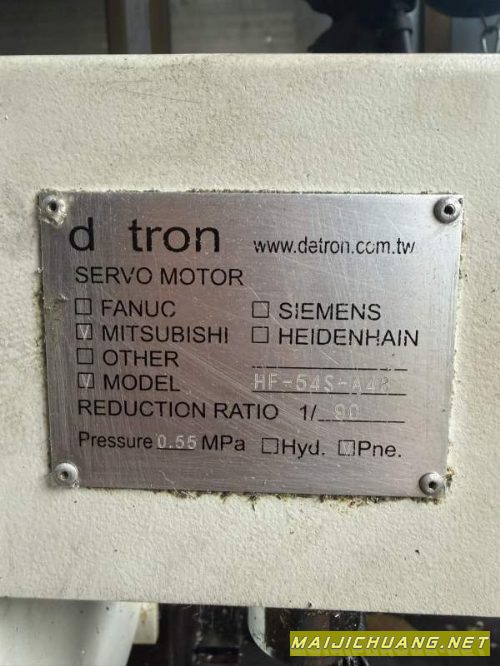 d tron www.detron.com.tw
SERVO MOTOR
☐ FANUC ☐ SIEMENS
☑ MITSUBISHI ☐ HEIDENHAIN
☐ OTHER
☑ MODEL HF-54S-A48
REDUCTION RATIO 1/ 90
Pressure 0.55 MPa ☐Hyd. ☑Pne.
MAIJICHUANG.NET